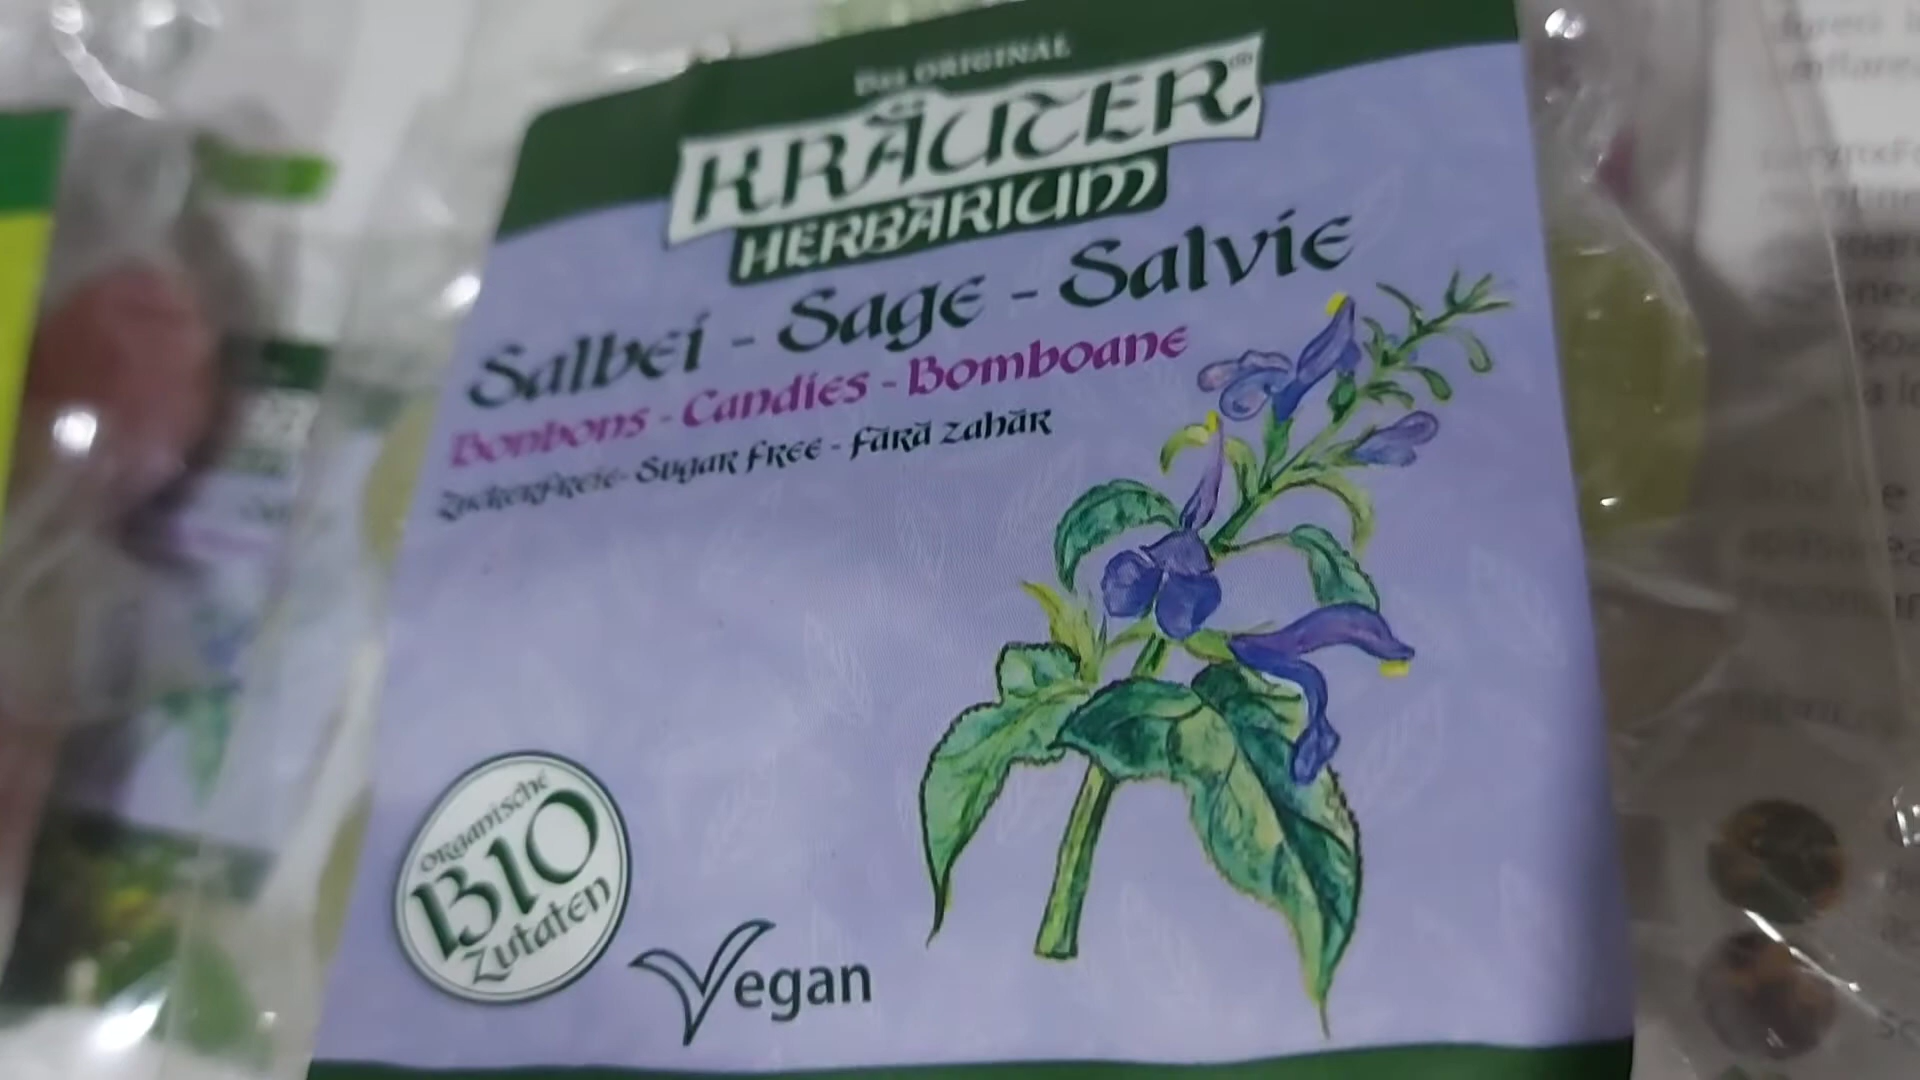 Das ORIGINAL
KRÄUTER
HERBARIUM
Salbei - Sage - Salvie
Bonbons - Candies - Bomboane
Zuckerfreie - Sugar free - fără zahăr
Organische
BIO
Zutaten
Vegan